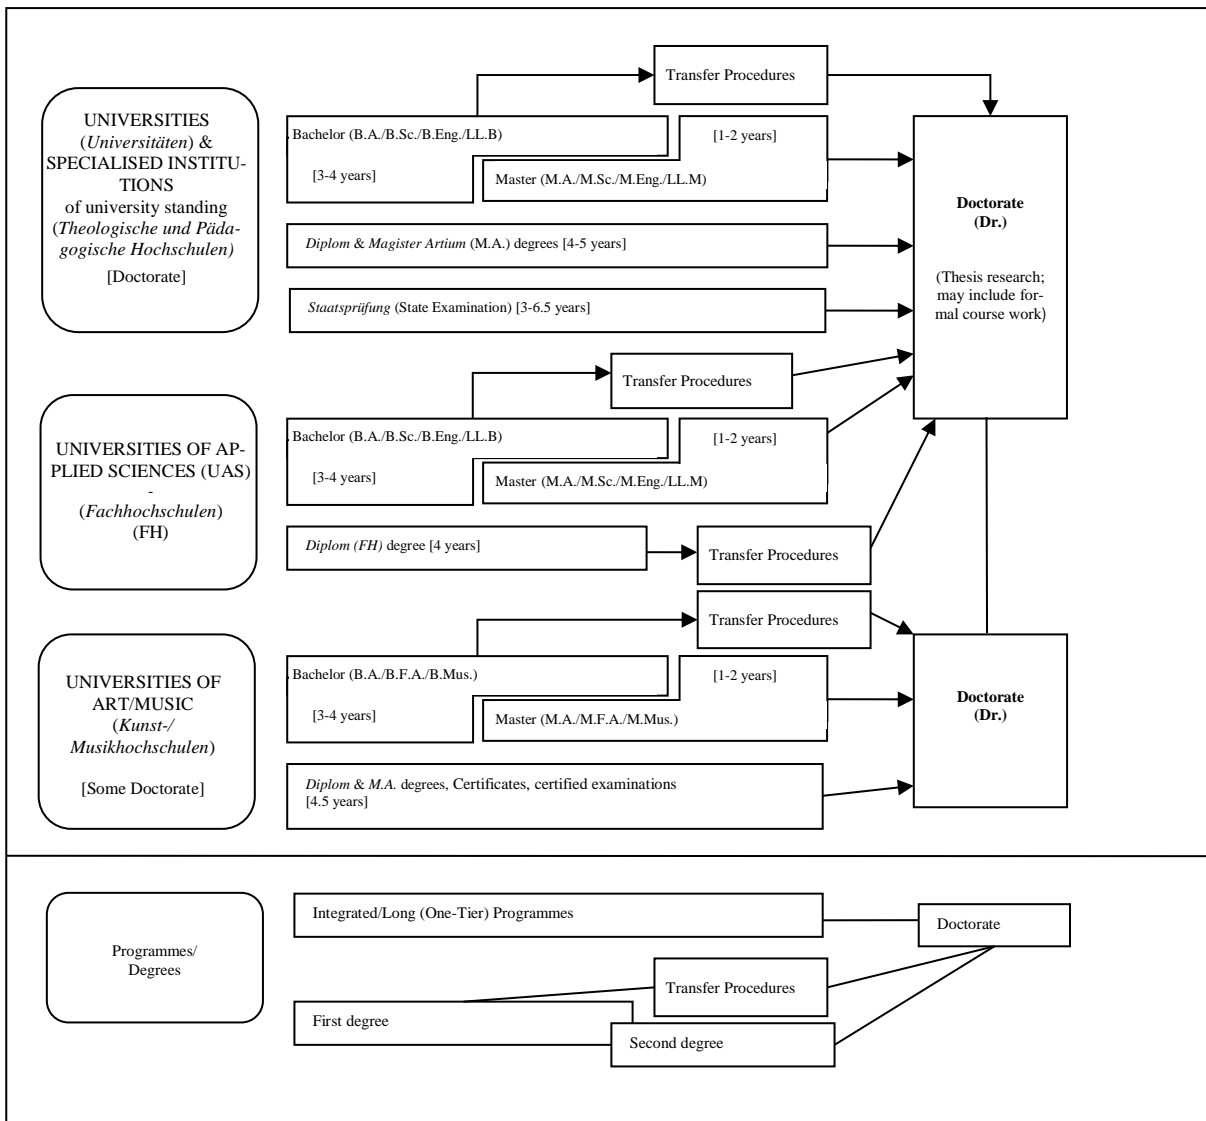 Transfer Procedures
UNIVERSITIES
(Universitäten) &
SPECIALISED INSTITU-
TIONS
of university standing
(Theologische und Päda-
gogische Hochschulen)
[Doctorate]
Bachelor (B.A./B.Sc./B.Eng./LL.B)
[3-4 years]
[1-2 years]
Master (M.A./M.Sc./M.Eng./LL.M)
Diplom & Magister Artium (M.A.) degrees [4-5 years]
Staatsprüfung (State Examination) [3-6.5 years]
Doctorate
(Dr.)
(Thesis research;
may include for-
mal course work)
Transfer Procedures
UNIVERSITIES OF AP-
PLIED SCIENCES (UAS)
-
(Fachhochschulen)
(FH)
Bachelor (B.A./B.Sc./B.Eng./LL.B)
[3-4 years]
[1-2 years]
Master (M.A./M.Sc./M.Eng./LL.M)
Diplom (FH) degree [4 years]
Transfer Procedures
Transfer Procedures
UNIVERSITIES OF
ART/MUSIC
(Kunst-/
Musikhochschulen)
[Some Doctorate]
Bachelor (B.A./B.F.A./B.Mus.)
[3-4 years]
[1-2 years]
Master (M.A./M.F.A./M.Mus.)
Diplom & M.A. degrees, Certificates, certified examinations
[4.5 years]
Doctorate
(Dr.)
Programmes/
Degrees
Integrated/Long (One-Tier) Programmes
Doctorate
Transfer Procedures
First degree
Second degree